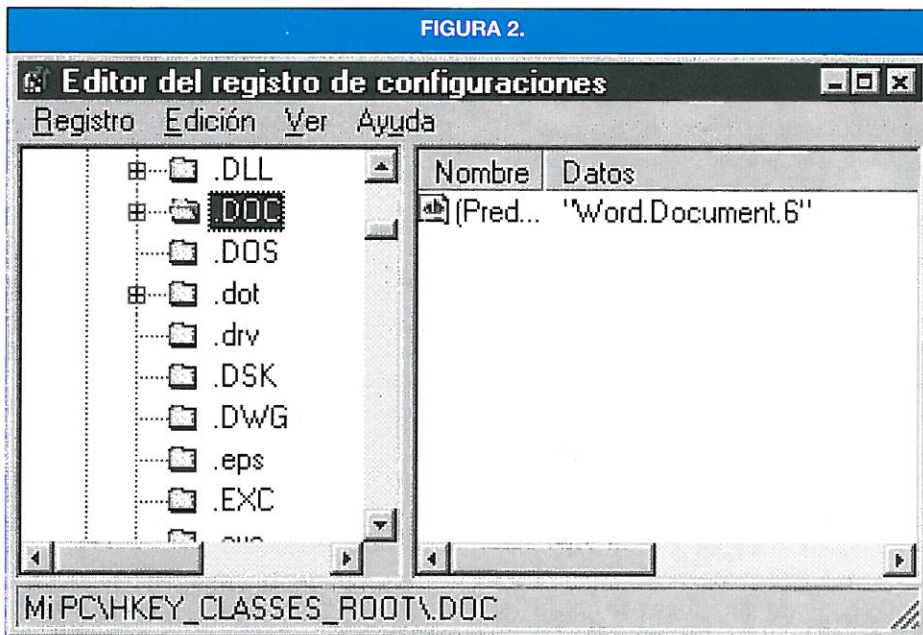 FIGURA 2.
Editor del registro de configuraciones
Registro Edición Ver Ayuda
.DLL
.DOC
.DOS
.dot
.drv
.DSK
.DWG
.eps
.EXC
Nombre Datos
(Pred... "Word.Document.6"
Mi PC\HKEY_CLASSES_ROOT\.DOC